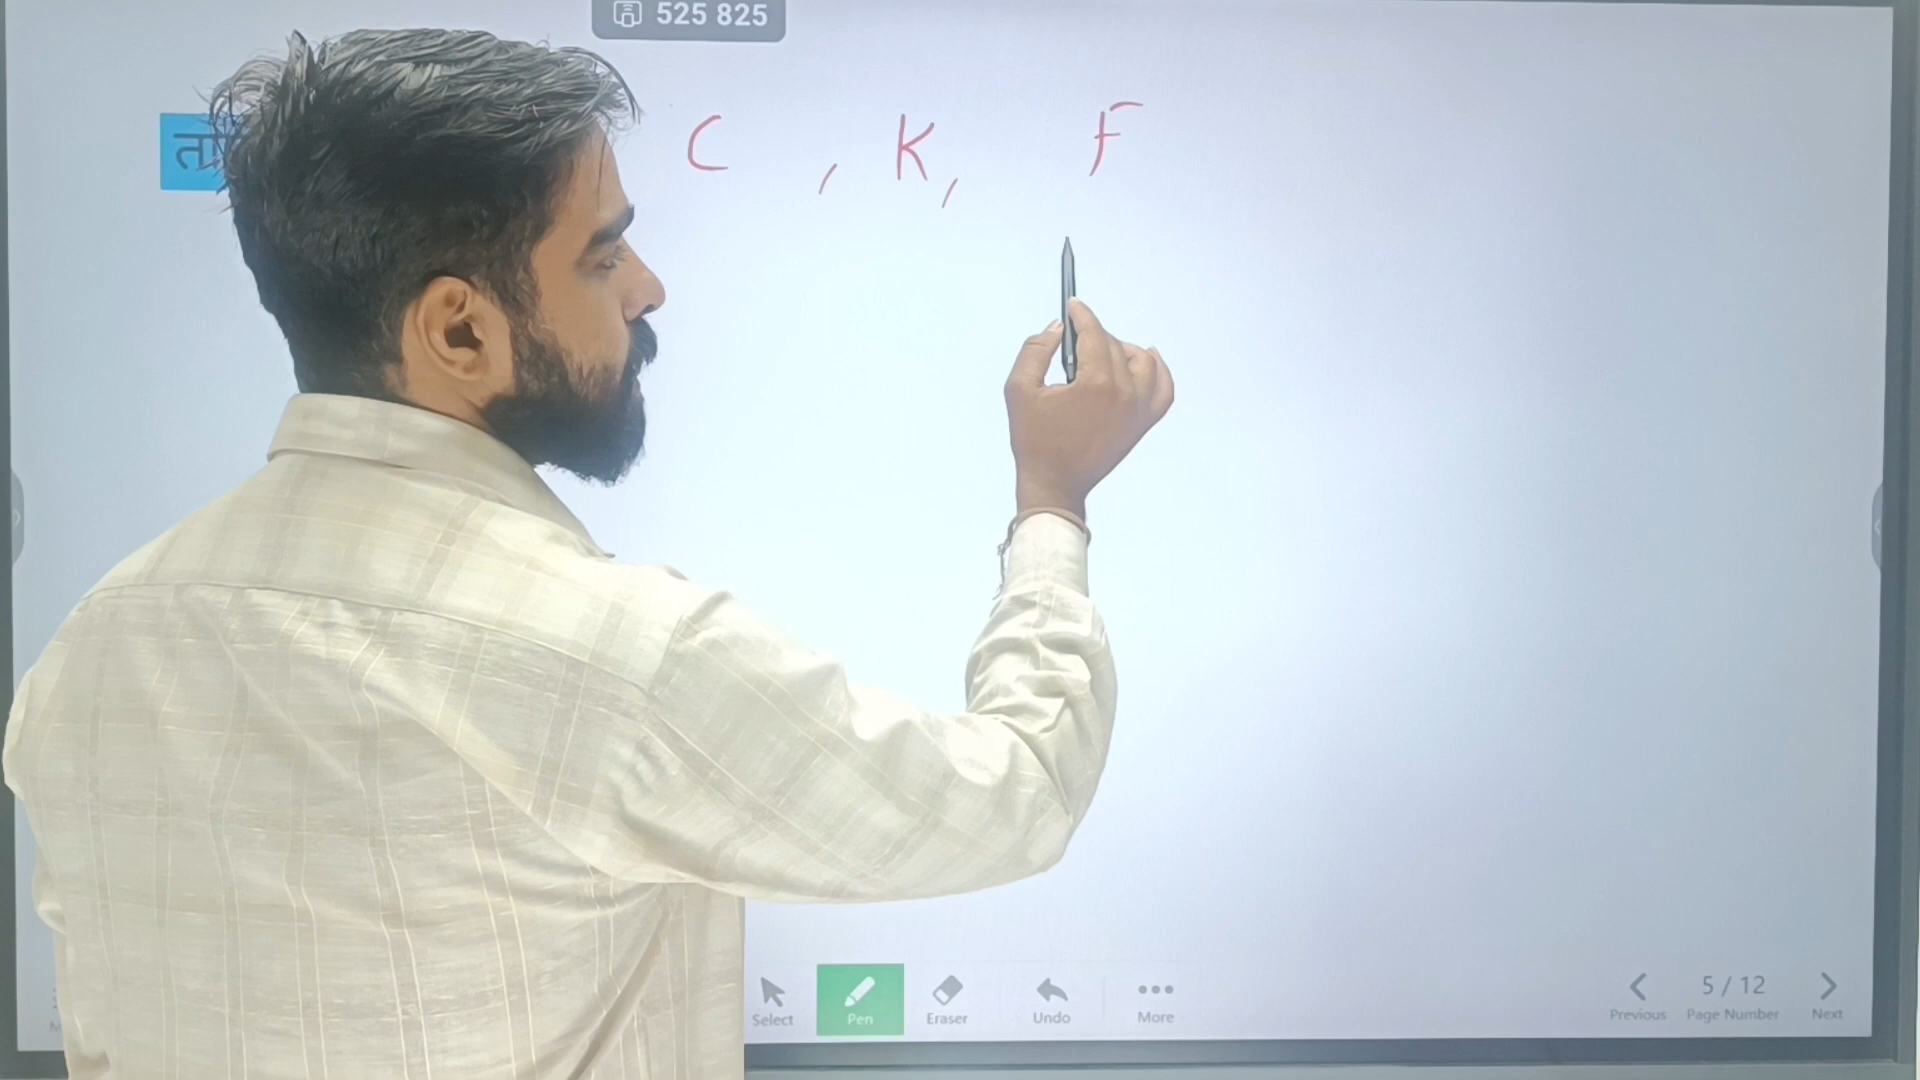 525 825
C , K, F
Select Pen Eraser Undo More
Previous 5 / 12 Next
Page Number